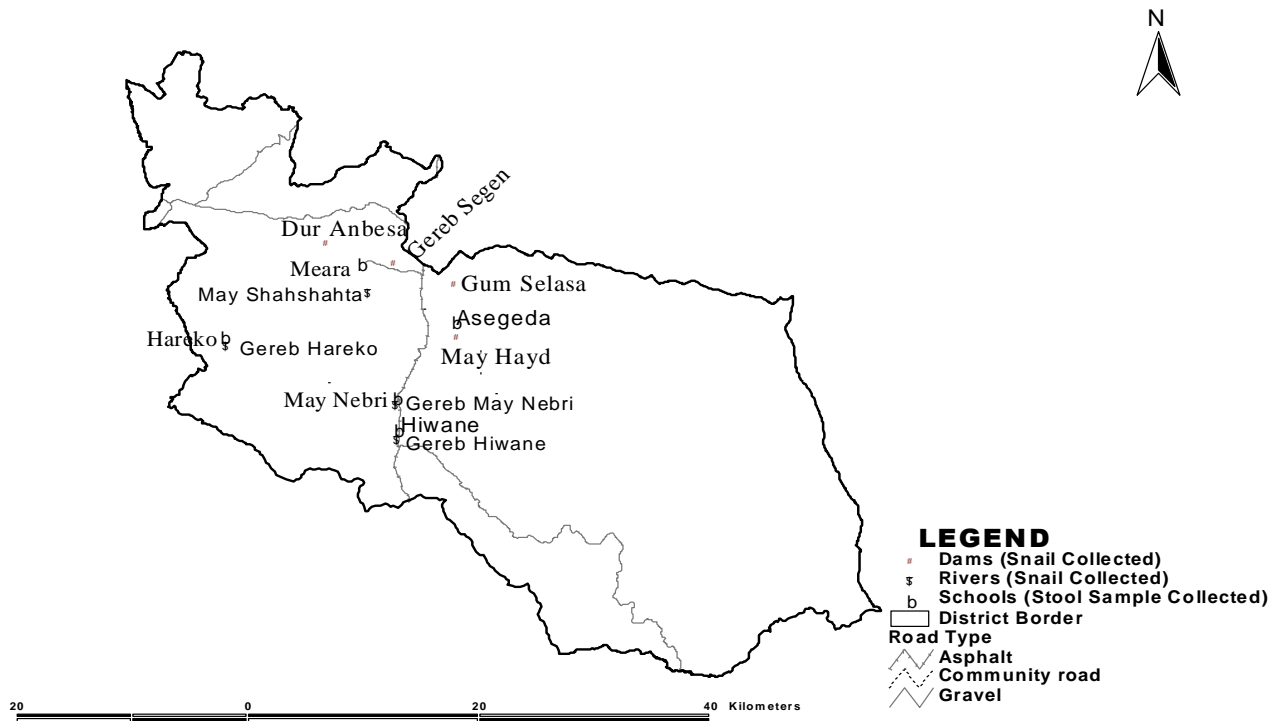 N
Gereb Segen
Dur Anbesa
#
#
Meara b
# Gum Selasa
May Shahshahta $
b Asegeda
#
Hareko b
$ Gereb Hareko
May Hayd
May Nebri b
$ Gereb May Nebri
b Hiwane
$ Gereb Hiwane
LEGEND
# Dams (Snail Collected)
$ Rivers (Snail Collected)
b Schools (Stool Sample Collected)
District Border
Road Type
Asphalt
Community road
Gravel
20 0 20 40 Kilometers